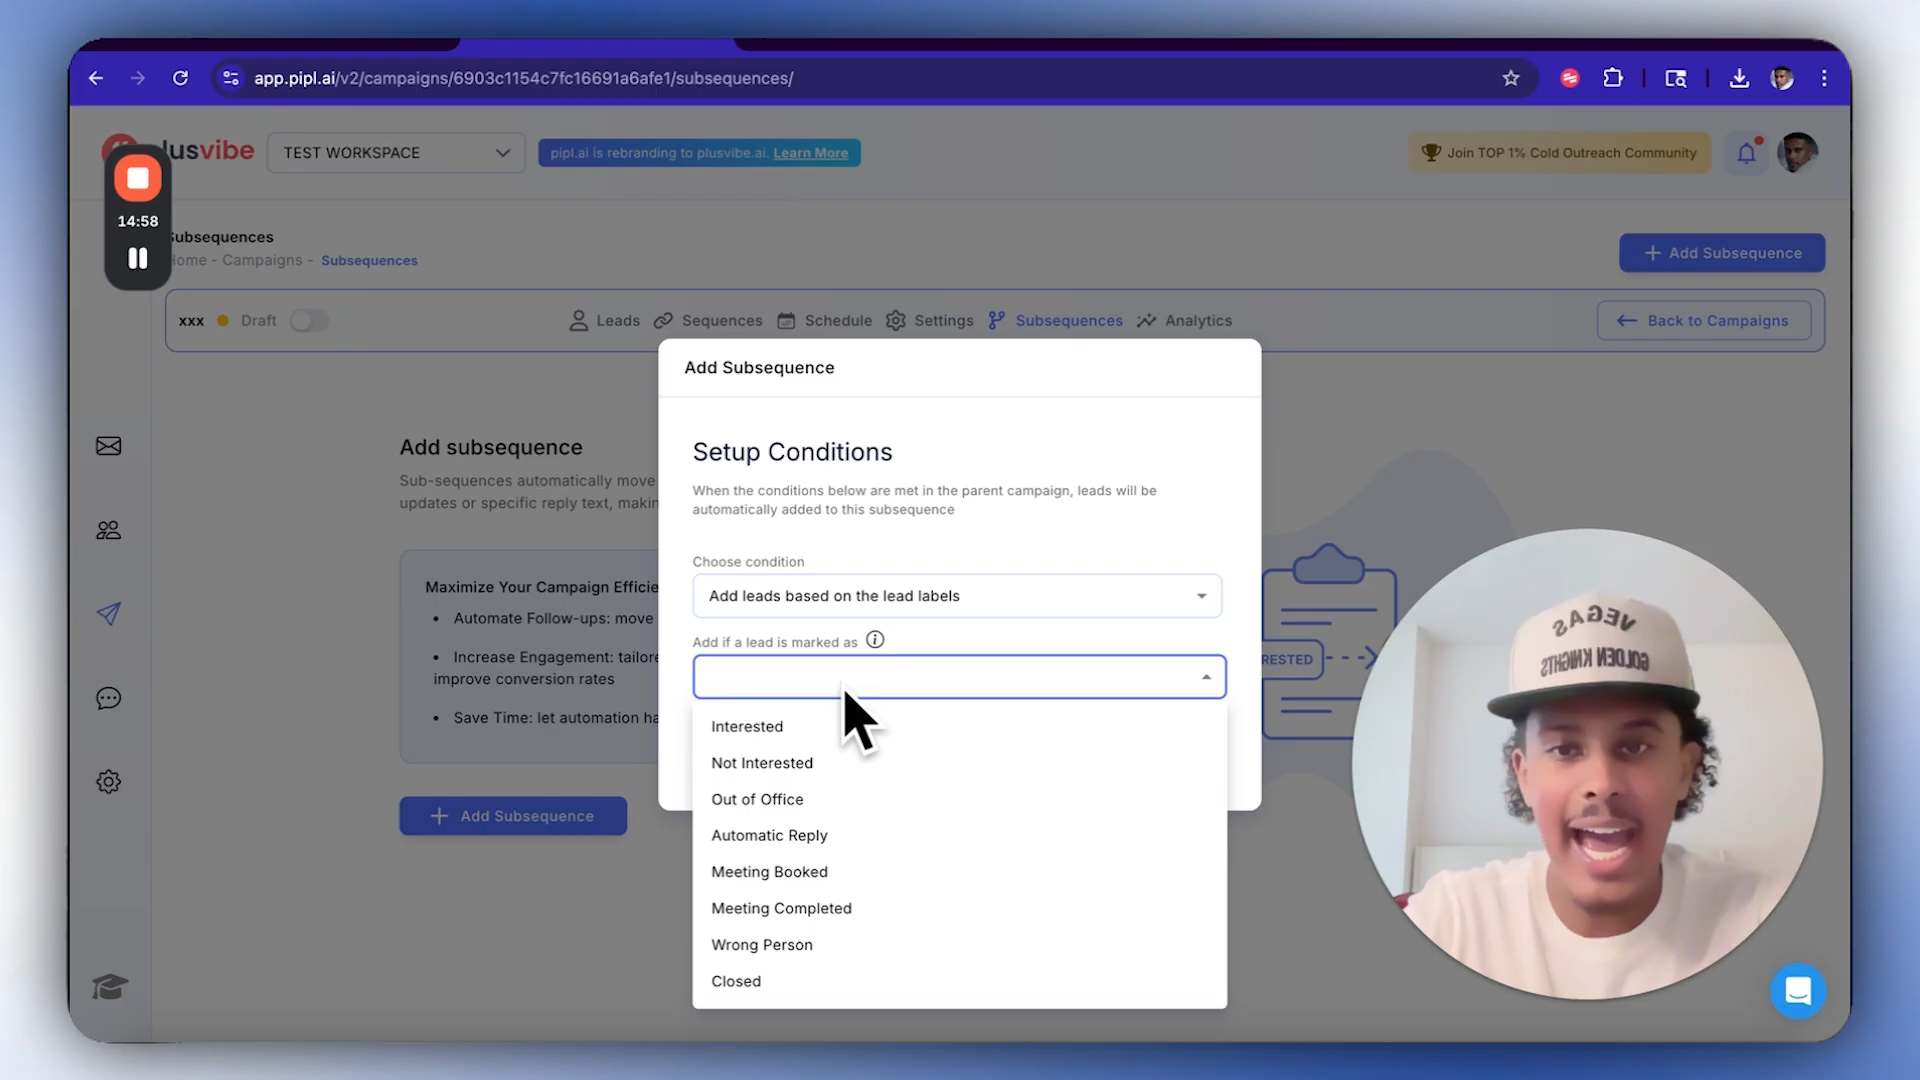 app.pipl.ai/v2/campaigns/6903c1154c7fc16691a6afe1/subsequences/
lusvibe
TEST WORKSPACE
pipl.ai is rebranding to plusvibe.ai. Learn More
Join TOP 1% Cold Outreach Community
14:58
Subsequences
Home - Campaigns - Subsequences
+ Add Subsequence
xxx Draft
Leads
Sequences
Schedule
Settings
Subsequences
Analytics
← Back to Campaigns
Add subsequence
Sub-sequences automatically move
updates or specific reply text,
Maximize Your Campaign
• Automate Follow-ups: move
• Increase Engagement:
improve conversion rates
• Save Time: let automation
+ Add Subsequence
Add Subsequence
Setup Conditions
When the conditions below are met in the parent campaign, leads will be
automatically added to this subsequence
Choose condition
Add leads based on the lead labels
Add if a lead is marked as
Interested
Not Interested
Out of Office
Automatic Reply
Meeting Booked
Meeting Completed
Wrong Person
Closed
RESTED
VEGAS
GOLDEN KNIGHTS